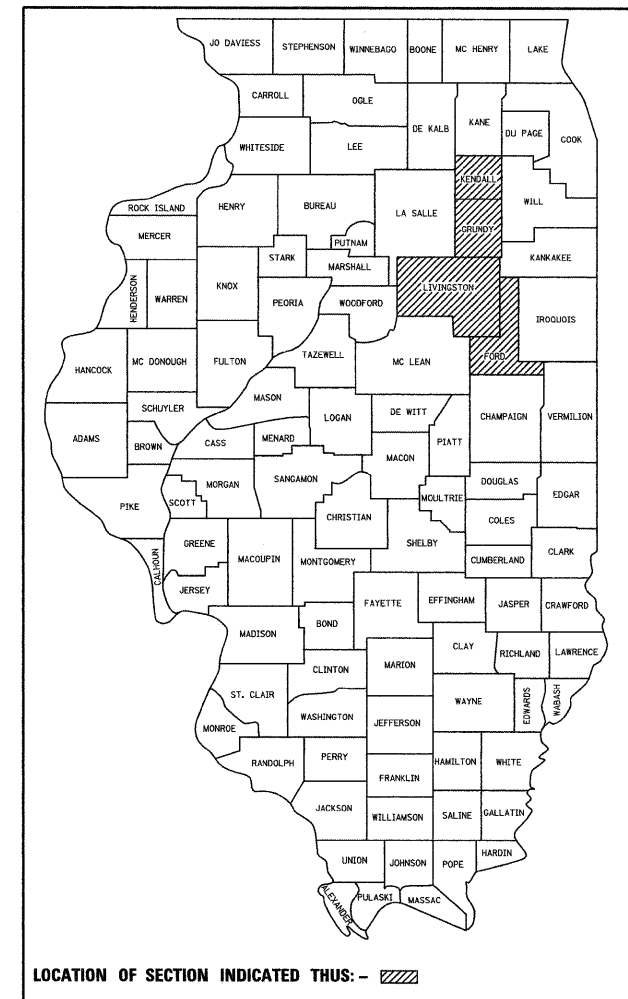 JO DAVIESS STEPHENSON WINNEBAGO BOONE MC HENRY LAKE
CARROLL OGLE DE KALB KANE DU PAGE COOK
WHITESIDE LEE
KENDALL
ROCK ISLAND HENRY BUREAU LA SALLE WILL
MERCER PUTNAM GRUNDY
STARK MARSHALL KANKAKEE
HENDERSON WARREN KNOX PEORIA WOODFORD LIVINGSTON IROQUOIS
HANCOCK MC DONOUGH FULTON TAZEWELL MC LEAN FORD
MASON
SCHUYLER LOGAN DE WITT CHAMPAIGN VERMILION
ADAMS BROWN CASS MENARD MACON PIATT
MORGAN SANGAMON MOULTRIE DOUGLAS EDGAR
PIKE SCOTT CHRISTIAN COLES
GREENE MACOUPIN MONTGOMERY SHELBY CUMBERLAND CLARK
CALHOUN JERSEY FAYETTE EFFINGHAM JASPER CRAWFORD
MADISON BOND
CLINTON MARION CLAY RICHLAND LAWRENCE
ST. CLAIR WASHINGTON JEFFERSON WAYNE EDWARDS WABASH
MONROE
RANDOLPH PERRY HAMILTON WHITE
FRANKLIN
JACKSON WILLIAMSON SALINE GALLATIN
UNION JOHNSON POPE HARDIN
ALEXANDER PULASKI MASSAC
LOCATION OF SECTION INDICATED THUS: –